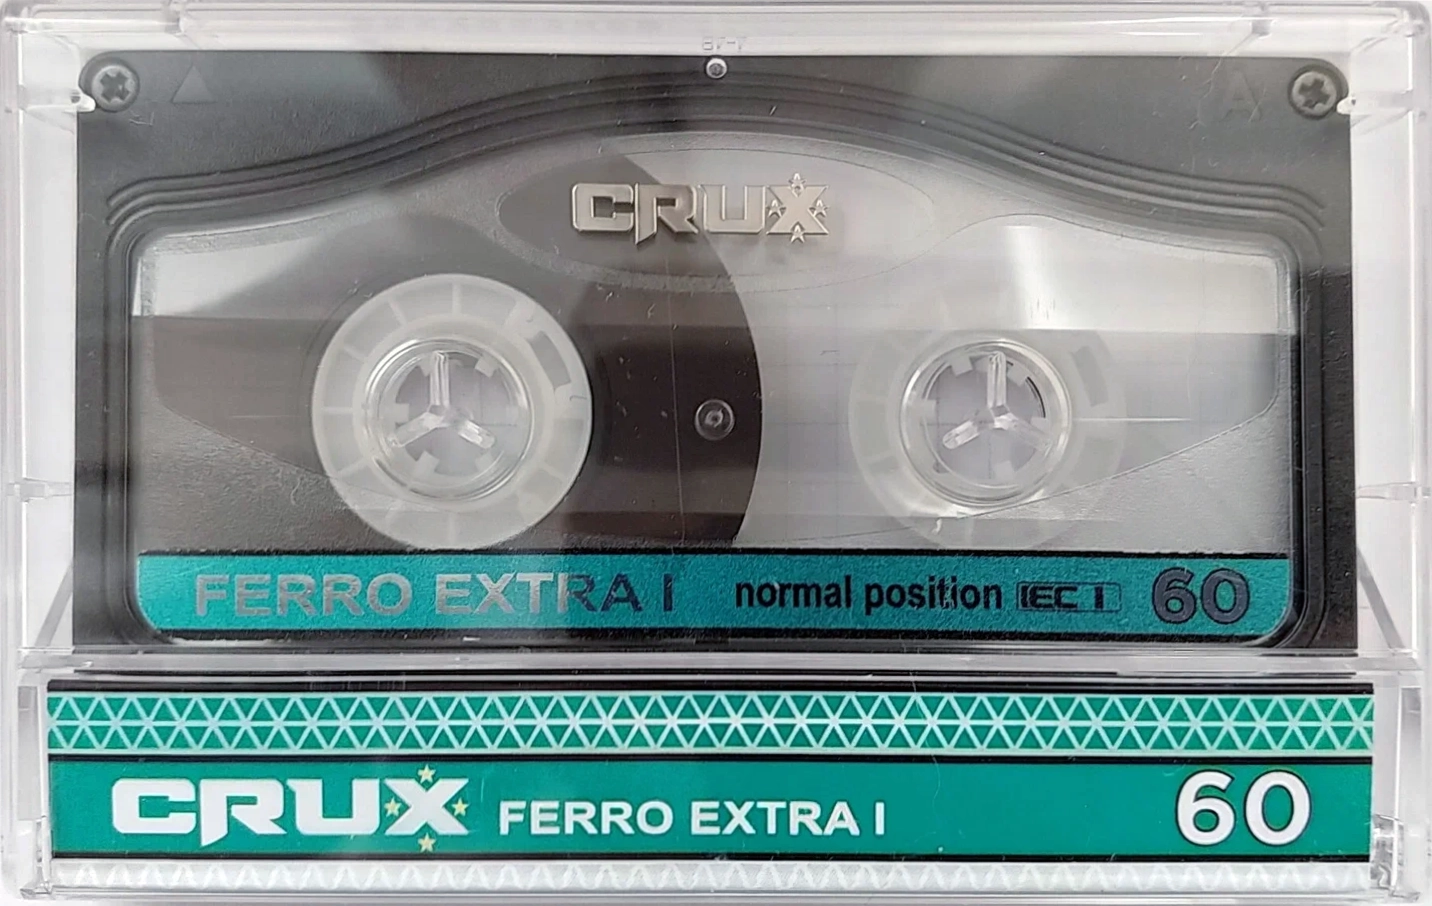 A
CRUX
FERRO EXTRA I normal position IEC I 60
CRUX FERRO EXTRA I 60